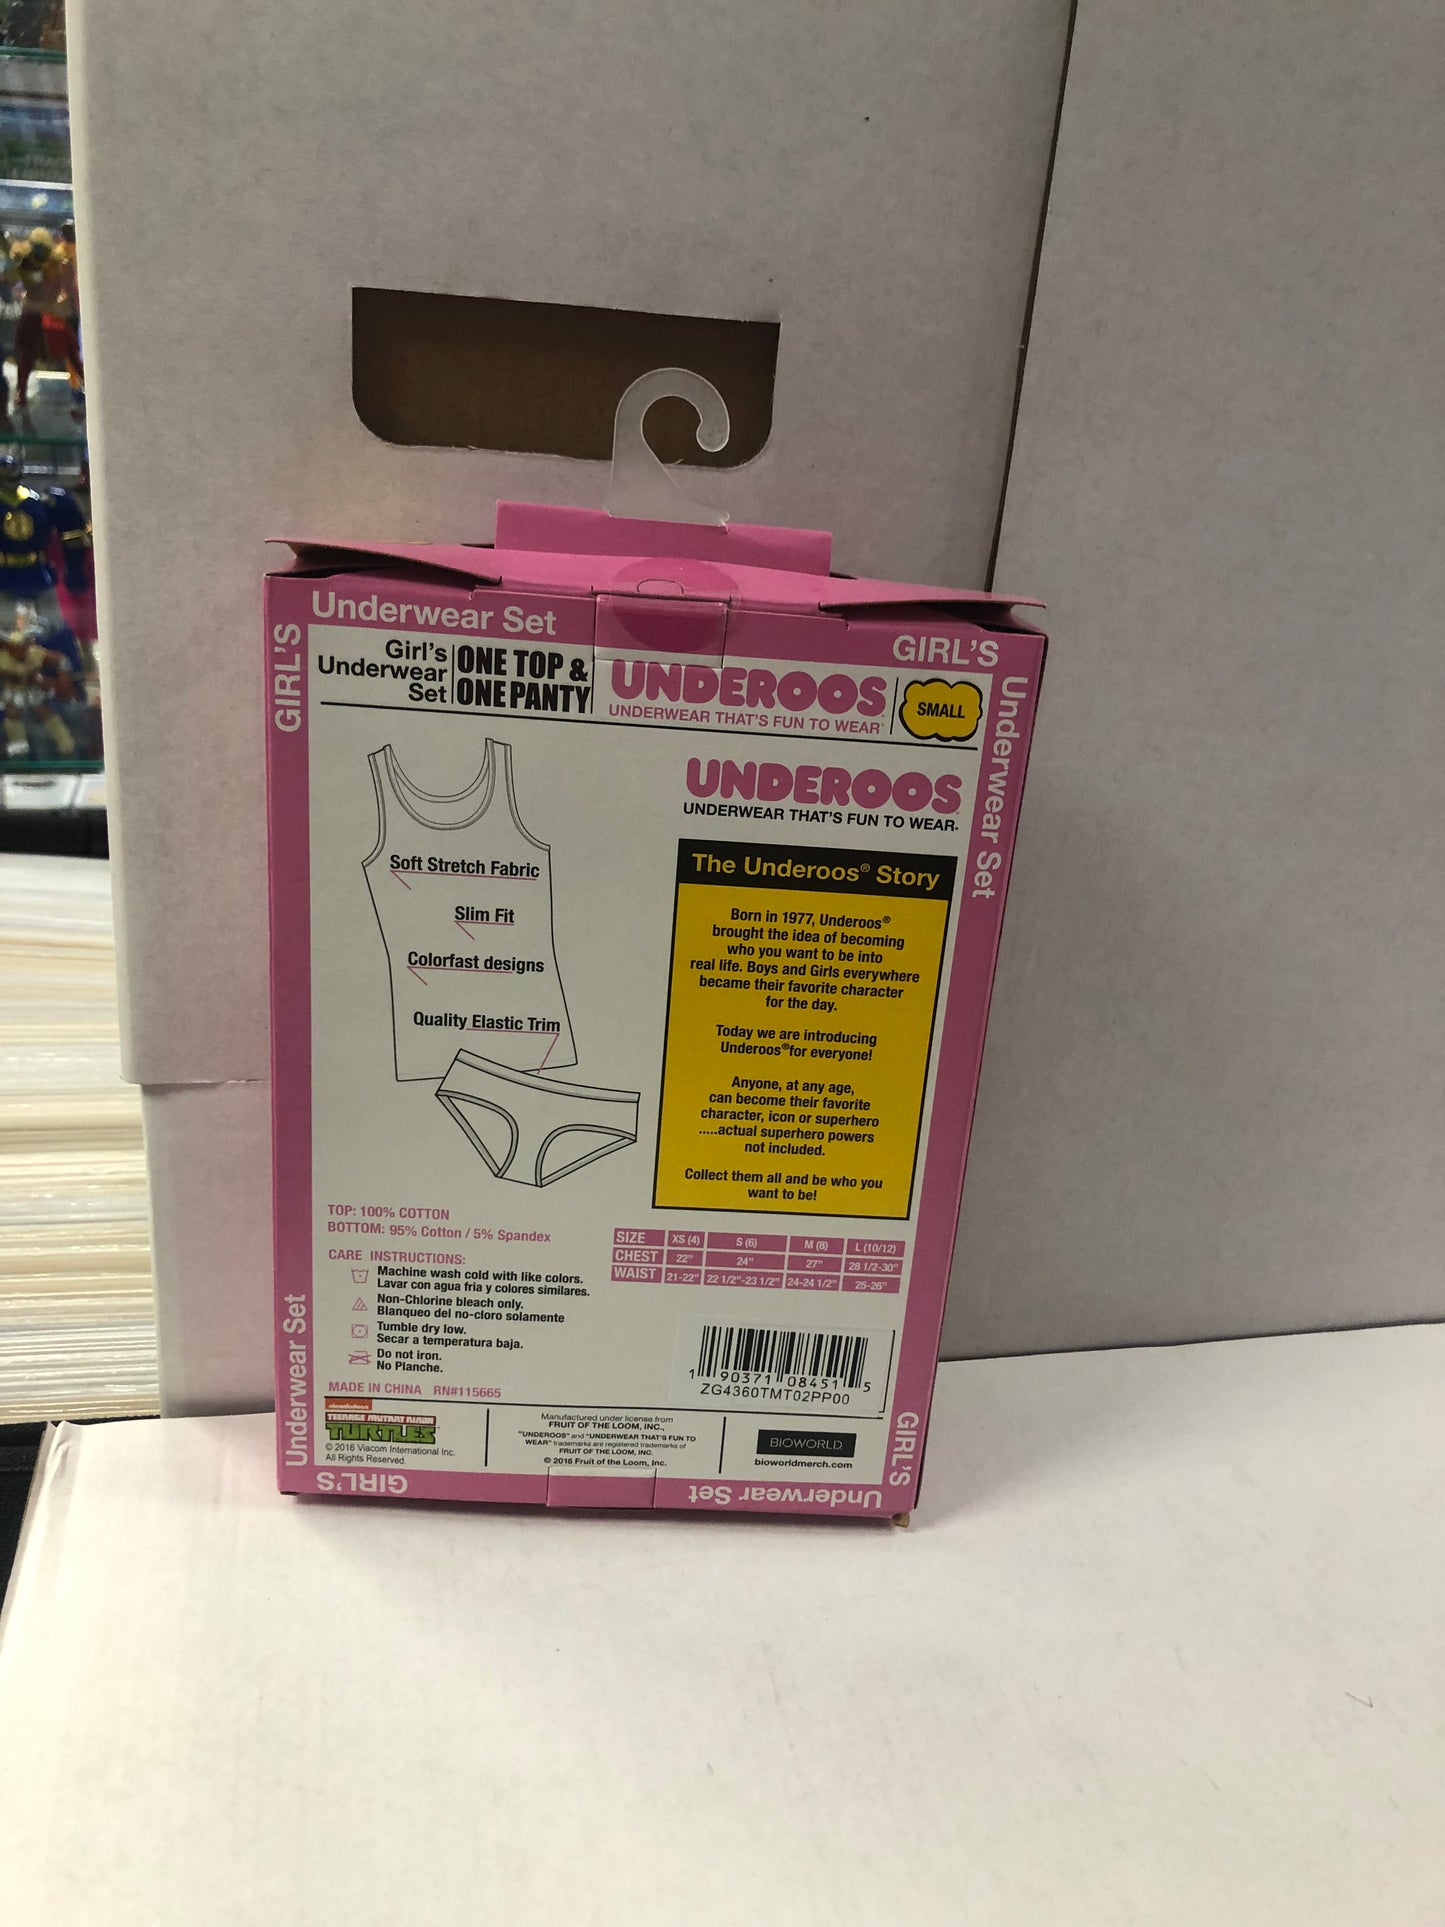 Underwear Set
GIRL'S
GIRL'S
Underwear Set
Girl's
Underwear
Set
ONE TOP &
ONE PANTY
UNDEROOS
UNDERWEAR THAT'S FUN TO WEAR
SMALL
UNDEROOS
UNDERWEAR THAT'S FUN TO WEAR.
Soft Stretch Fabric
Slim Fit
Colorfast designs
Quality Elastic Trim
The Underoos® Story
Born in 1977, Underoos®
brought the idea of becoming
who you want to be into
real life. Boys and Girls everywhere
became their favorite character
for the day.
Today we are introducing
Underoos® for everyone!
Anyone, at any age,
can become their favorite
character, icon or superhero
.....actual superhero powers
not included.
Collect them all and be who you
want to be!
TOP: 100% COTTON
BOTTOM: 95% Cotton / 5% Spandex
CARE INSTRUCTIONS:
Machine wash cold with like colors.
Lavar con agua fria y colores similares.
Non-Chlorine bleach only.
Blanqueo del no-cloro solamente
Tumble dry low.
Secar a temperatura baja.
Do not iron.
No Planche.
MADE IN CHINA RN#115665
SIZE XS (4) S (6) M (8) L (10/12)
CHEST 22" 24" 27" 28 1/2-30"
WAIST 21-22" 22 1/2"-23 1/2" 24-24 1/2" 25-26"
1 90371 08451 5
ZG4360TMT02PP00
nickelodeon
TEENAGE MUTANT NINJA
TURTLES
© 2016 Viacom International Inc.
All Rights Reserved.
Manufactured under license from
FRUIT OF THE LOOM, INC.,
"UNDEROOS" and "UNDERWEAR THAT'S FUN TO
WEAR" trademarks are registered trademarks of
FRUIT OF THE LOOM, INC.
© 2016 Fruit of the Loom, Inc.
BIOWORLD
bioworldmerch.com
Underwear Set
GIRL'S
GIRL'S
Underwear Set